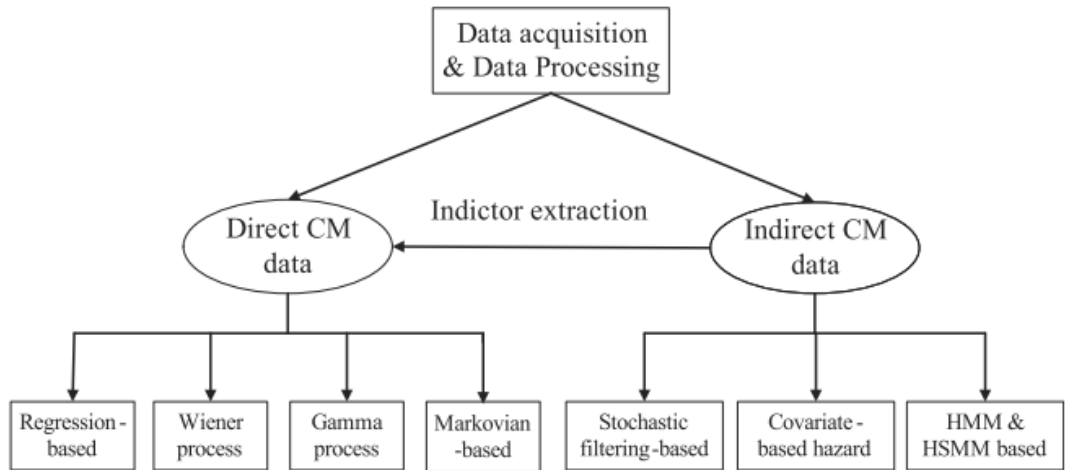 Data acquisition
& Data Processing
Indictor extraction
Direct CM
data
Indirect CM
data
Regression-
based
Wiener
process
Gamma
process
Markovian
-based
Stochastic
filtering-based
Covariate-
based hazard
HMM &
HSMM based